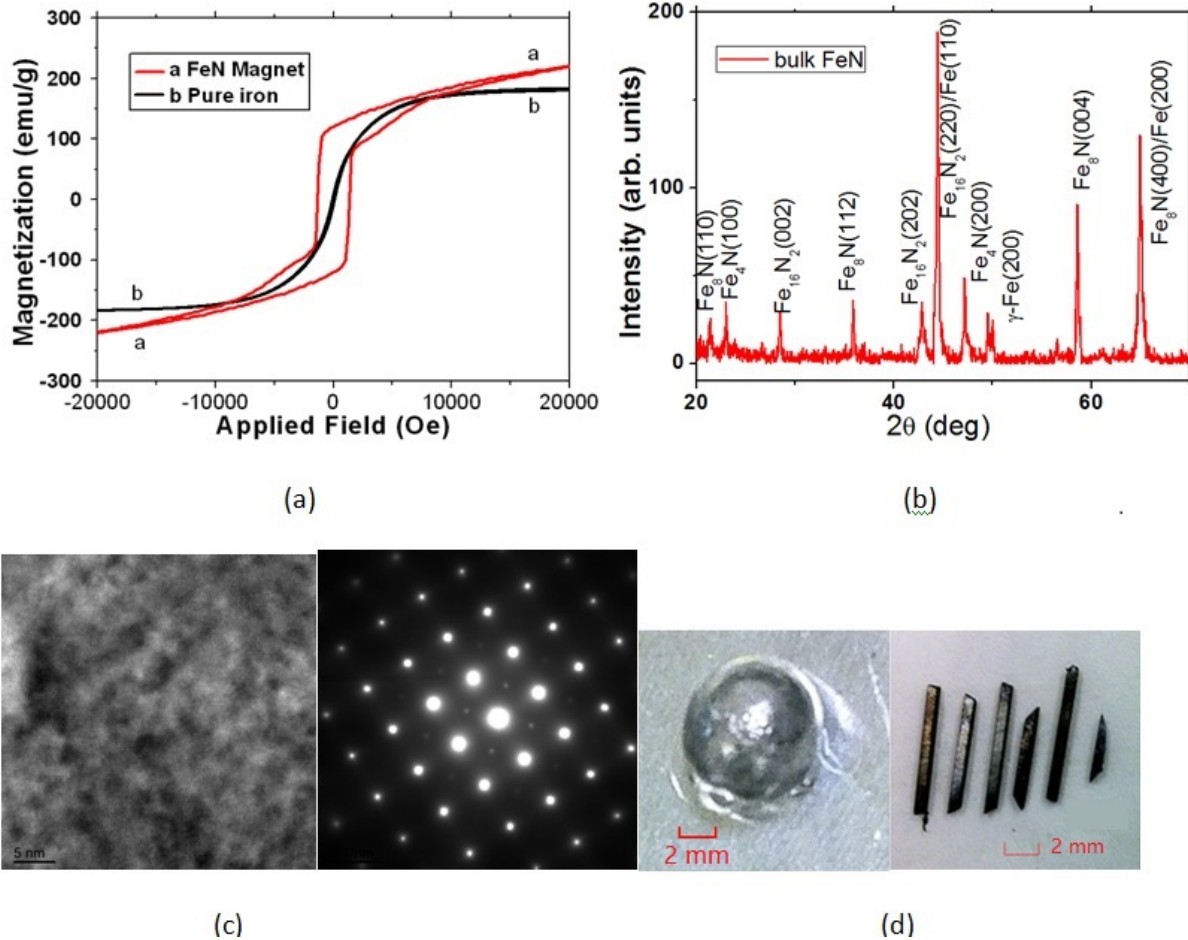 300
200
100
0
-100
-200
-300
-20000
-10000
0
10000
20000
Magnetization (emu/g)
Applied Field (Oe)
a FeN Magnet
b Pure iron
a
b
b
a
(a)
200
100
0
20
40
60
Intensity (arb. units)
2θ (deg)
bulk FeN
Fe₈N(110)
Fe₄N(100)
Fe₁₆N₂(002)
Fe₈N(112)
Fe₁₆N₂(202)
Fe₁₆N₂(220)/Fe(110)
Fe₄N(200)
γ-Fe(200)
Fe₈N(004)
Fe₈N(400)/Fe(200)
(b)
5 nm
2 mm
2 mm
(c)
(d)